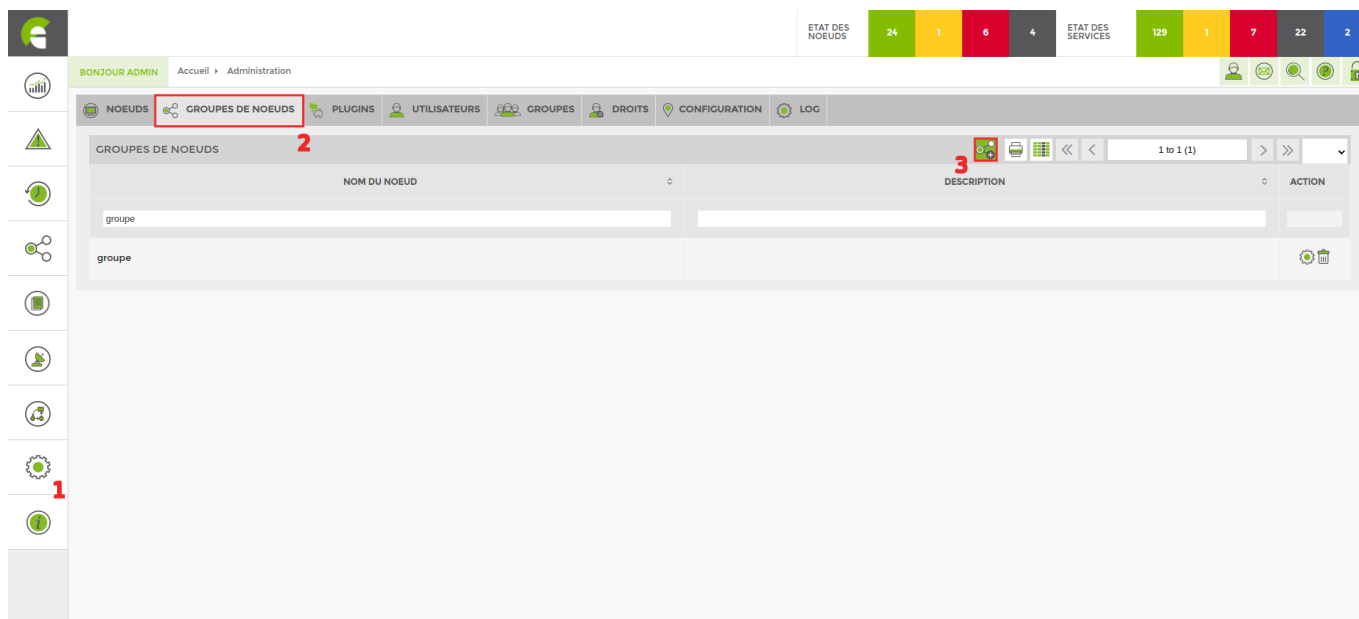 ETAT DES NOEUDS 24 1 6 4 ETAT DES SERVICES 129 1 7 22 2
BONJOUR ADMIN Accueil Administration
NOEUDS GROUPES DE NOEUDS PLUGINS UTILISATEURS GROUPES DROITS CONFIGURATION LOG
2
GROUPES DE NOEUDS 1 to 1 (1)
3
NOM DU NOEUD DESCRIPTION ACTION
groupe
groupe
1